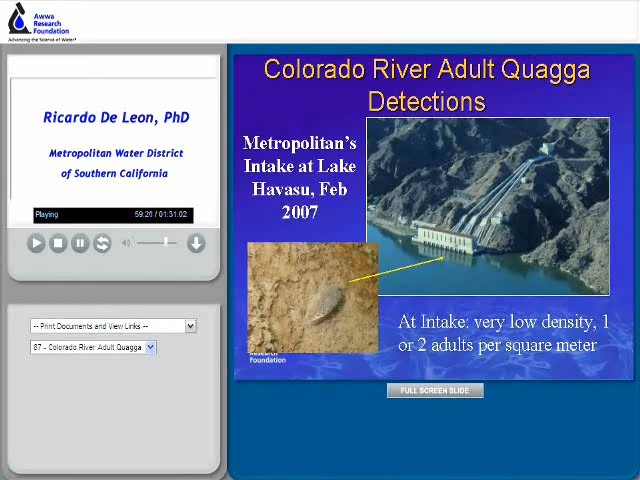 Awwa
Research
Foundation
Advancing the Science of Water®
Ricardo De Leon, PhD
Metropolitan Water District
of Southern California
Playing
59:20 / 01:31:02
-- Print Documents and View Links --
87 - Colorado River Adult Quagga
Colorado River Adult Quagga
Detections
Metropolitan's
Intake at Lake
Havasu, Feb
2007
At Intake: very low density, 1
or 2 adults per square meter
Research
Foundation
FULL SCREEN SLIDE